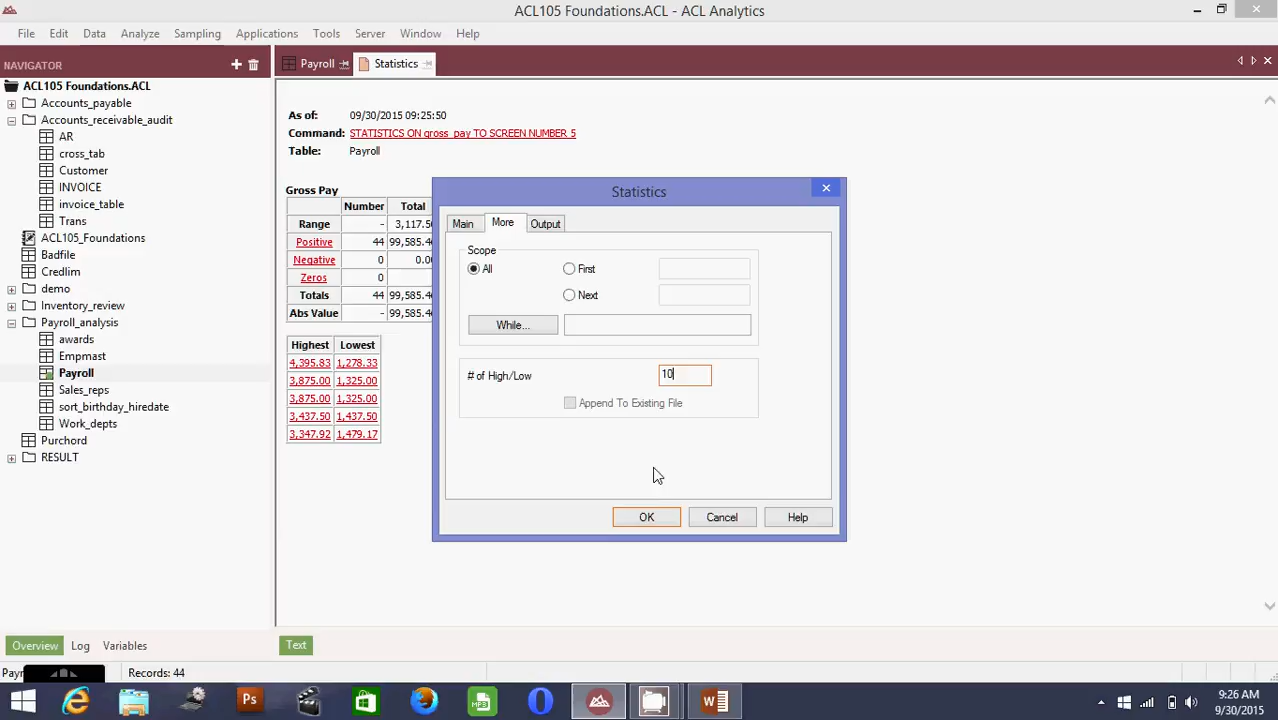 ACL105 Foundations.ACL - ACL Analytics
File Edit Data Analyze Sampling Applications Tools Server Window Help
NAVIGATOR
Payroll Statistics
ACL105 Foundations.ACL
Accounts_payable
Accounts_receivable_audit
AR
cross_tab
Customer
INVOICE
invoice_table
Trans
ACL105_Foundations
Badfile
Credlim
demo
Inventory_review
Payroll_analysis
awards
Empmast
Payroll
Sales_reps
sort_birthday_hiredate
Work_depts
Purchord
RESULT
As of: 09/30/2015 09:25:50
Command: STATISTICS ON gross_pay TO SCREEN NUMBER 5
Table: Payroll
Gross Pay
Number Total
Range - 3,117.50
Positive 44 99,585.46
Negative 0 0.00
Zeros 0
Totals 44 99,585.46
Abs Value - 99,585.46
Highest Lowest
4,395.83 1,278.33
3,875.00 1,325.00
3,875.00 1,325.00
3,437.50 1,437.50
3,347.92 1,479.17
Statistics
Main More Output
Scope
All First
Next
While...
# of High/Low 10
Append To Existing File
OK Cancel Help
Overview Log Variables
Text
Records: 44
Ps
MP3
9:26 AM
9/30/2015